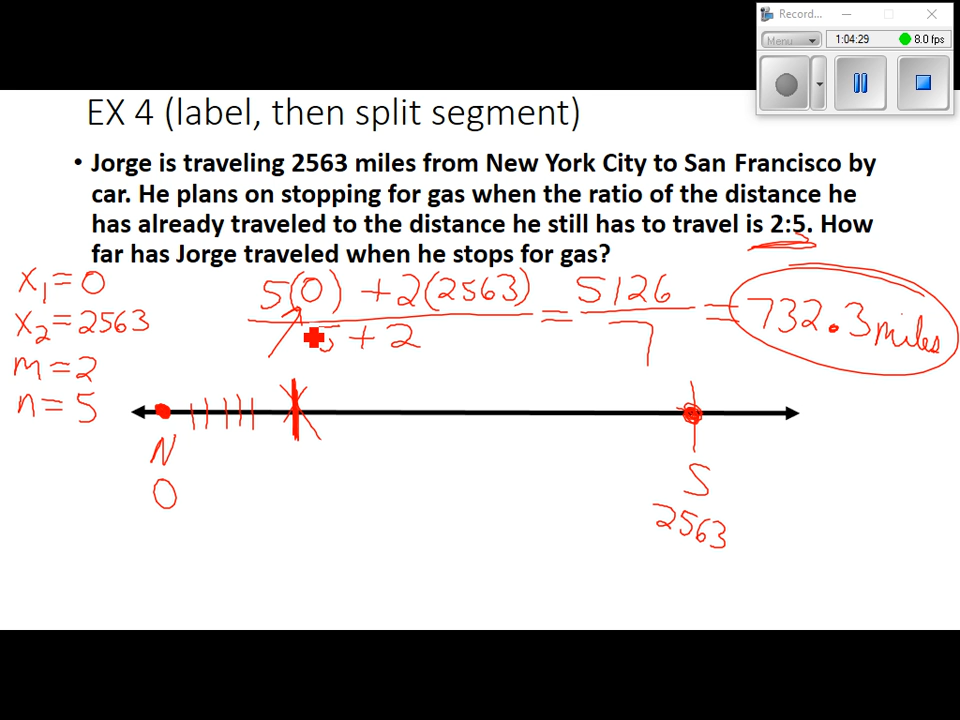 Record...
Menu
1:04:29
8.0 fps
EX 4 (label, then split segment)
• Jorge is traveling 2563 miles from New York City to San Francisco by
car. He plans on stopping for gas when the ratio of the distance he
has already traveled to the distance he still has to travel is 2:5. How
far has Jorge traveled when he stops for gas?
x₁ = 0
x₂ = 2563
m = 2
n = 5
5(0) + 2(2563) = 5126 = 732.3 miles
5 + 2
7
N
0
S
2563